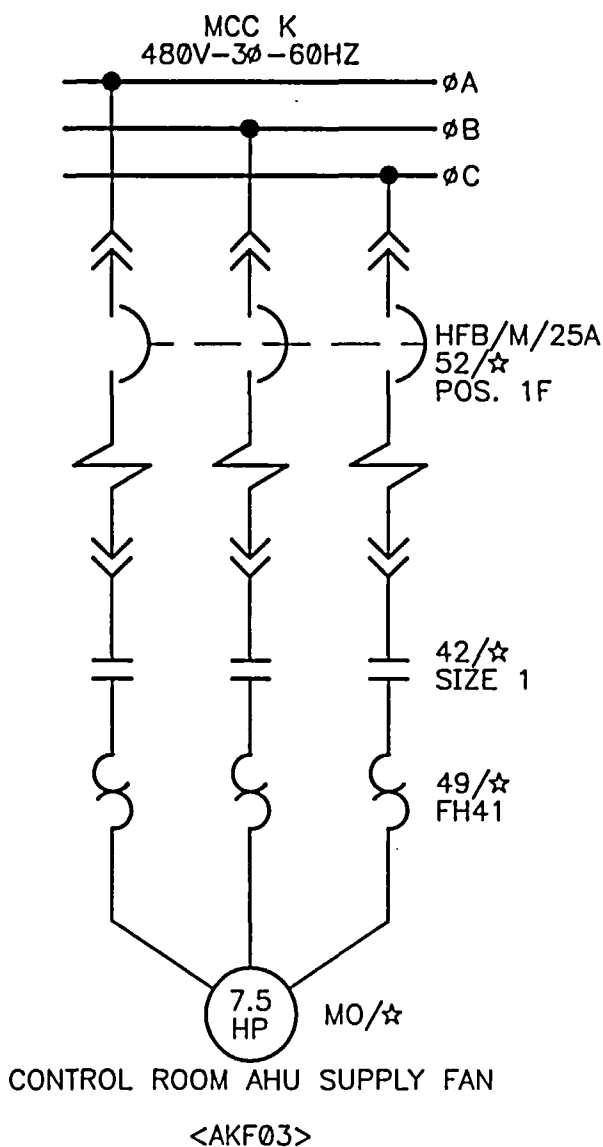 MCC K
480V-3ø-60HZ
øA
øB
øC
HFB/M/25A
52/☆
POS. 1F
42/☆
SIZE 1
49/☆
FH41
7.5
HP
MO/☆
CONTROL ROOM AHU SUPPLY FAN
<AKF03>